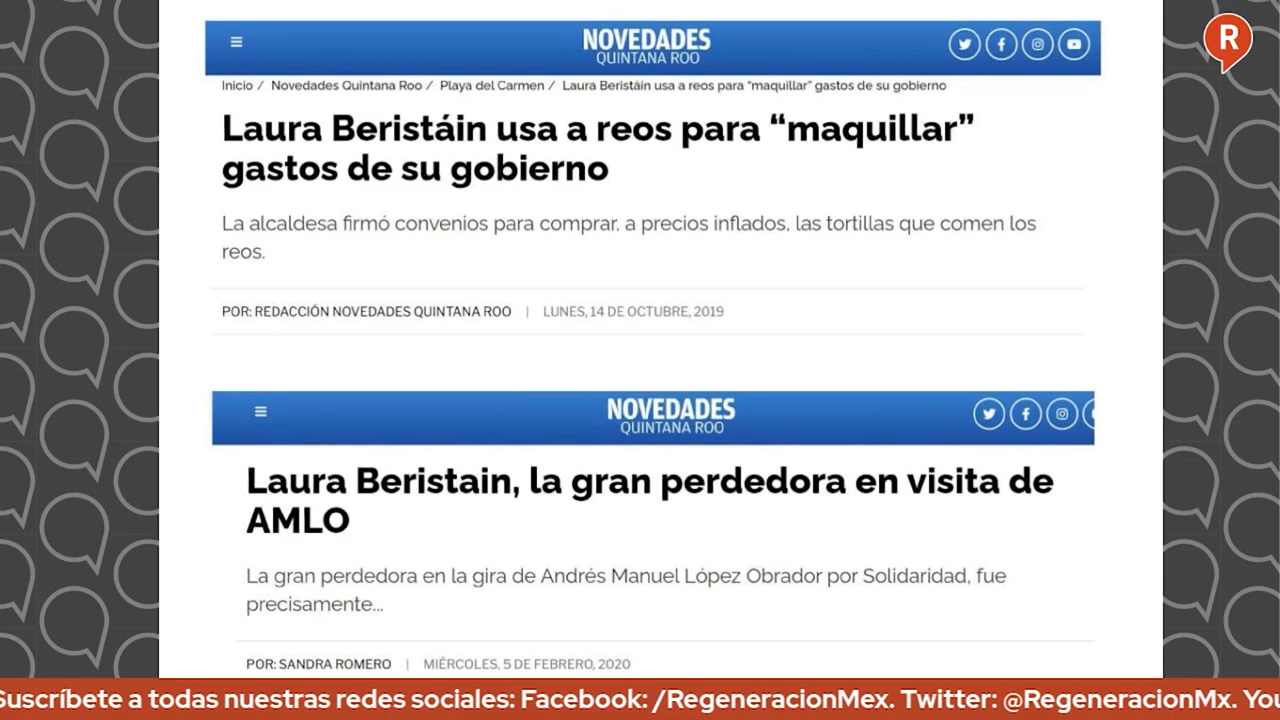 NOVEDADES
QUINTANA ROO
R
Inicio / Novedades Quintana Roo / Playa del Carmen / Laura Beristáin usa a reos para “maquillar” gastos de su gobierno
Laura Beristáin usa a reos para “maquillar”
gastos de su gobierno
La alcaldesa firmó convenios para comprar, a precios inflados, las tortillas que comen los
reos.
POR: REDACCIÓN NOVEDADES QUINTANA ROO | LUNES, 14 DE OCTUBRE, 2019
NOVEDADES
QUINTANA ROO
Laura Beristain, la gran perdedora en visita de
AMLO
La gran perdedora en la gira de Andrés Manuel López Obrador por Solidaridad, fue
precisamente...
POR: SANDRA ROMERO | MIÉRCOLES, 5 DE FEBRERO, 2020
Suscríbete a todas nuestras redes sociales: Facebook: /RegeneracionMex. Twitter: @RegeneracionMx. You